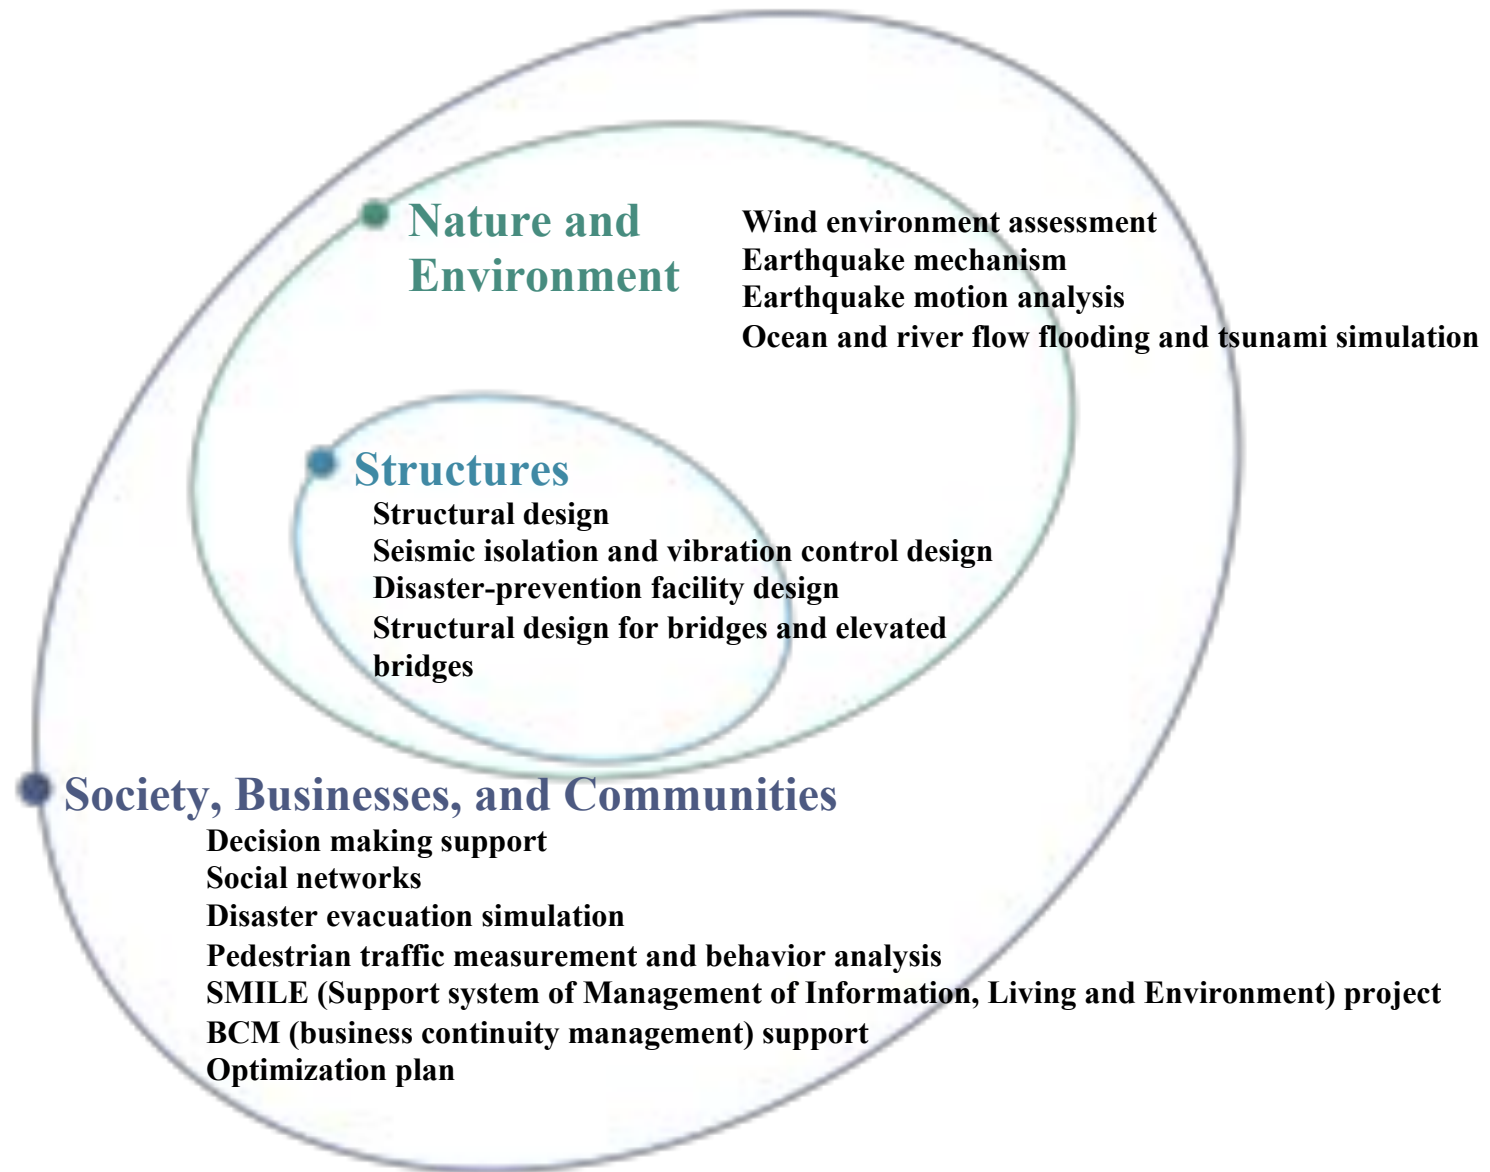 Nature and
Environment
Wind environment assessment
Earthquake mechanism
Earthquake motion analysis
Ocean and river flow flooding and tsunami simulation
Structures
Structural design
Seismic isolation and vibration control design
Disaster-prevention facility design
Structural design for bridges and elevated
bridges
Society, Businesses, and Communities
Decision making support
Social networks
Disaster evacuation simulation
Pedestrian traffic measurement and behavior analysis
SMILE (Support system of Management of Information, Living and Environment) project
BCM (business continuity management) support
Optimization plan